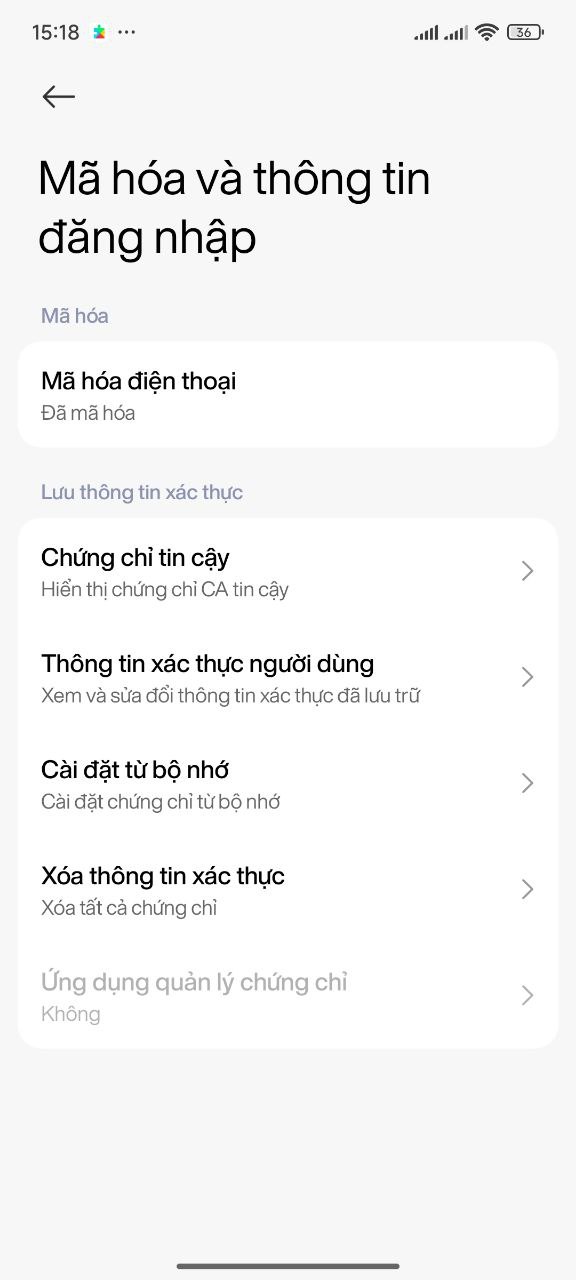 15:18
36
Mã hóa và thông tin
đăng nhập
Mã hóa
Mã hóa điện thoại
Đã mã hóa
Lưu thông tin xác thực
Chứng chỉ tin cậy
Hiển thị chứng chỉ CA tin cậy
Thông tin xác thực người dùng
Xem và sửa đổi thông tin xác thực đã lưu trữ
Cài đặt từ bộ nhớ
Cài đặt chứng chỉ từ bộ nhớ
Xóa thông tin xác thực
Xóa tất cả chứng chỉ
Ứng dụng quản lý chứng chỉ
Không